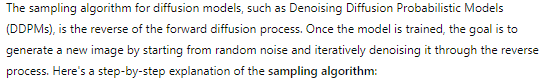 The sampling algorithm for diffusion models, such as Denoising Diffusion Probabilistic Models
(DDPMs), is the reverse of the forward diffusion process. Once the model is trained, the goal is to
generate a new image by starting from random noise and iteratively denoising it through the reverse
process. Here's a step-by-step explanation of the sampling algorithm: